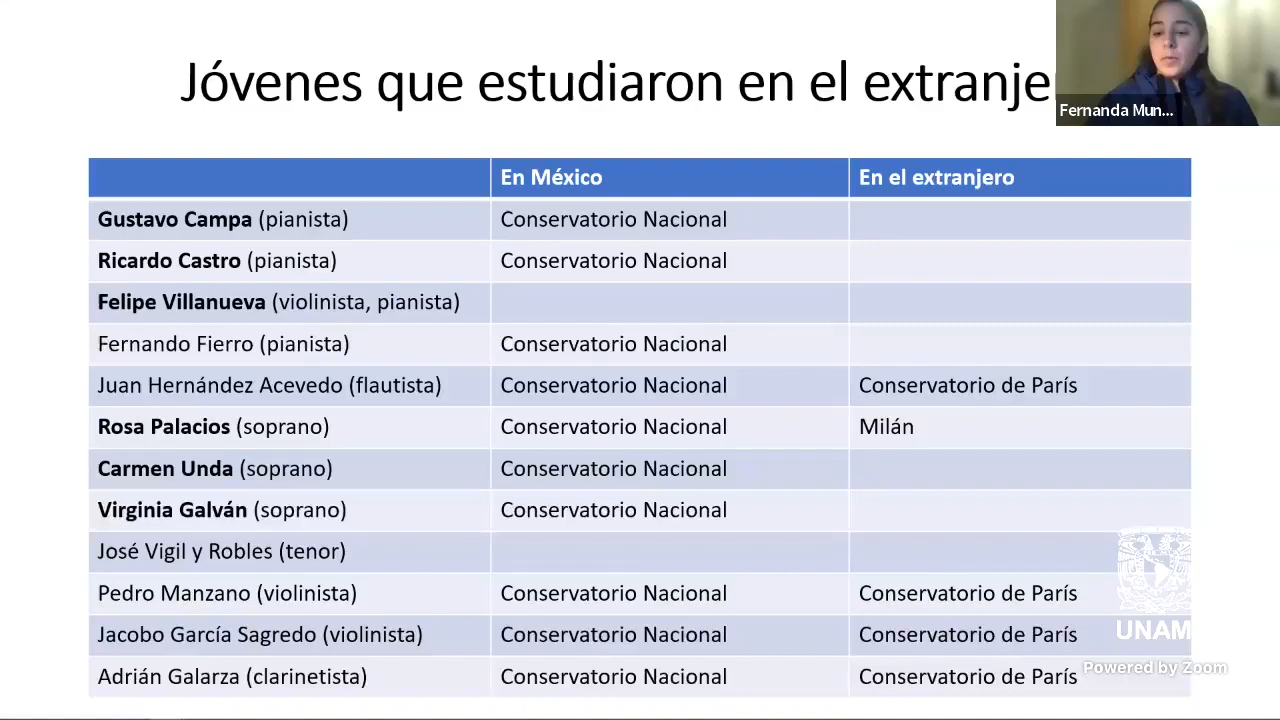 Jóvenes que estudiaron en el extranje
Fernanda Mun...
En México En el extranjero
Gustavo Campa (pianista) Conservatorio Nacional
Ricardo Castro (pianista) Conservatorio Nacional
Felipe Villanueva (violinista, pianista)
Fernando Fierro (pianista) Conservatorio Nacional
Juan Hernández Acevedo (flautista) Conservatorio Nacional Conservatorio de París
Rosa Palacios (soprano) Conservatorio Nacional Milán
Carmen Unda (soprano) Conservatorio Nacional
Virginia Galván (soprano) Conservatorio Nacional
José Vigil y Robles (tenor)
Pedro Manzano (violinista) Conservatorio Nacional Conservatorio de París
Jacobo García Sagredo (violinista) Conservatorio Nacional Conservatorio de París
UNAM
Adrián Galarza (clarinetista) Conservatorio Nacional Conservatorio de París
Powered by Zoom